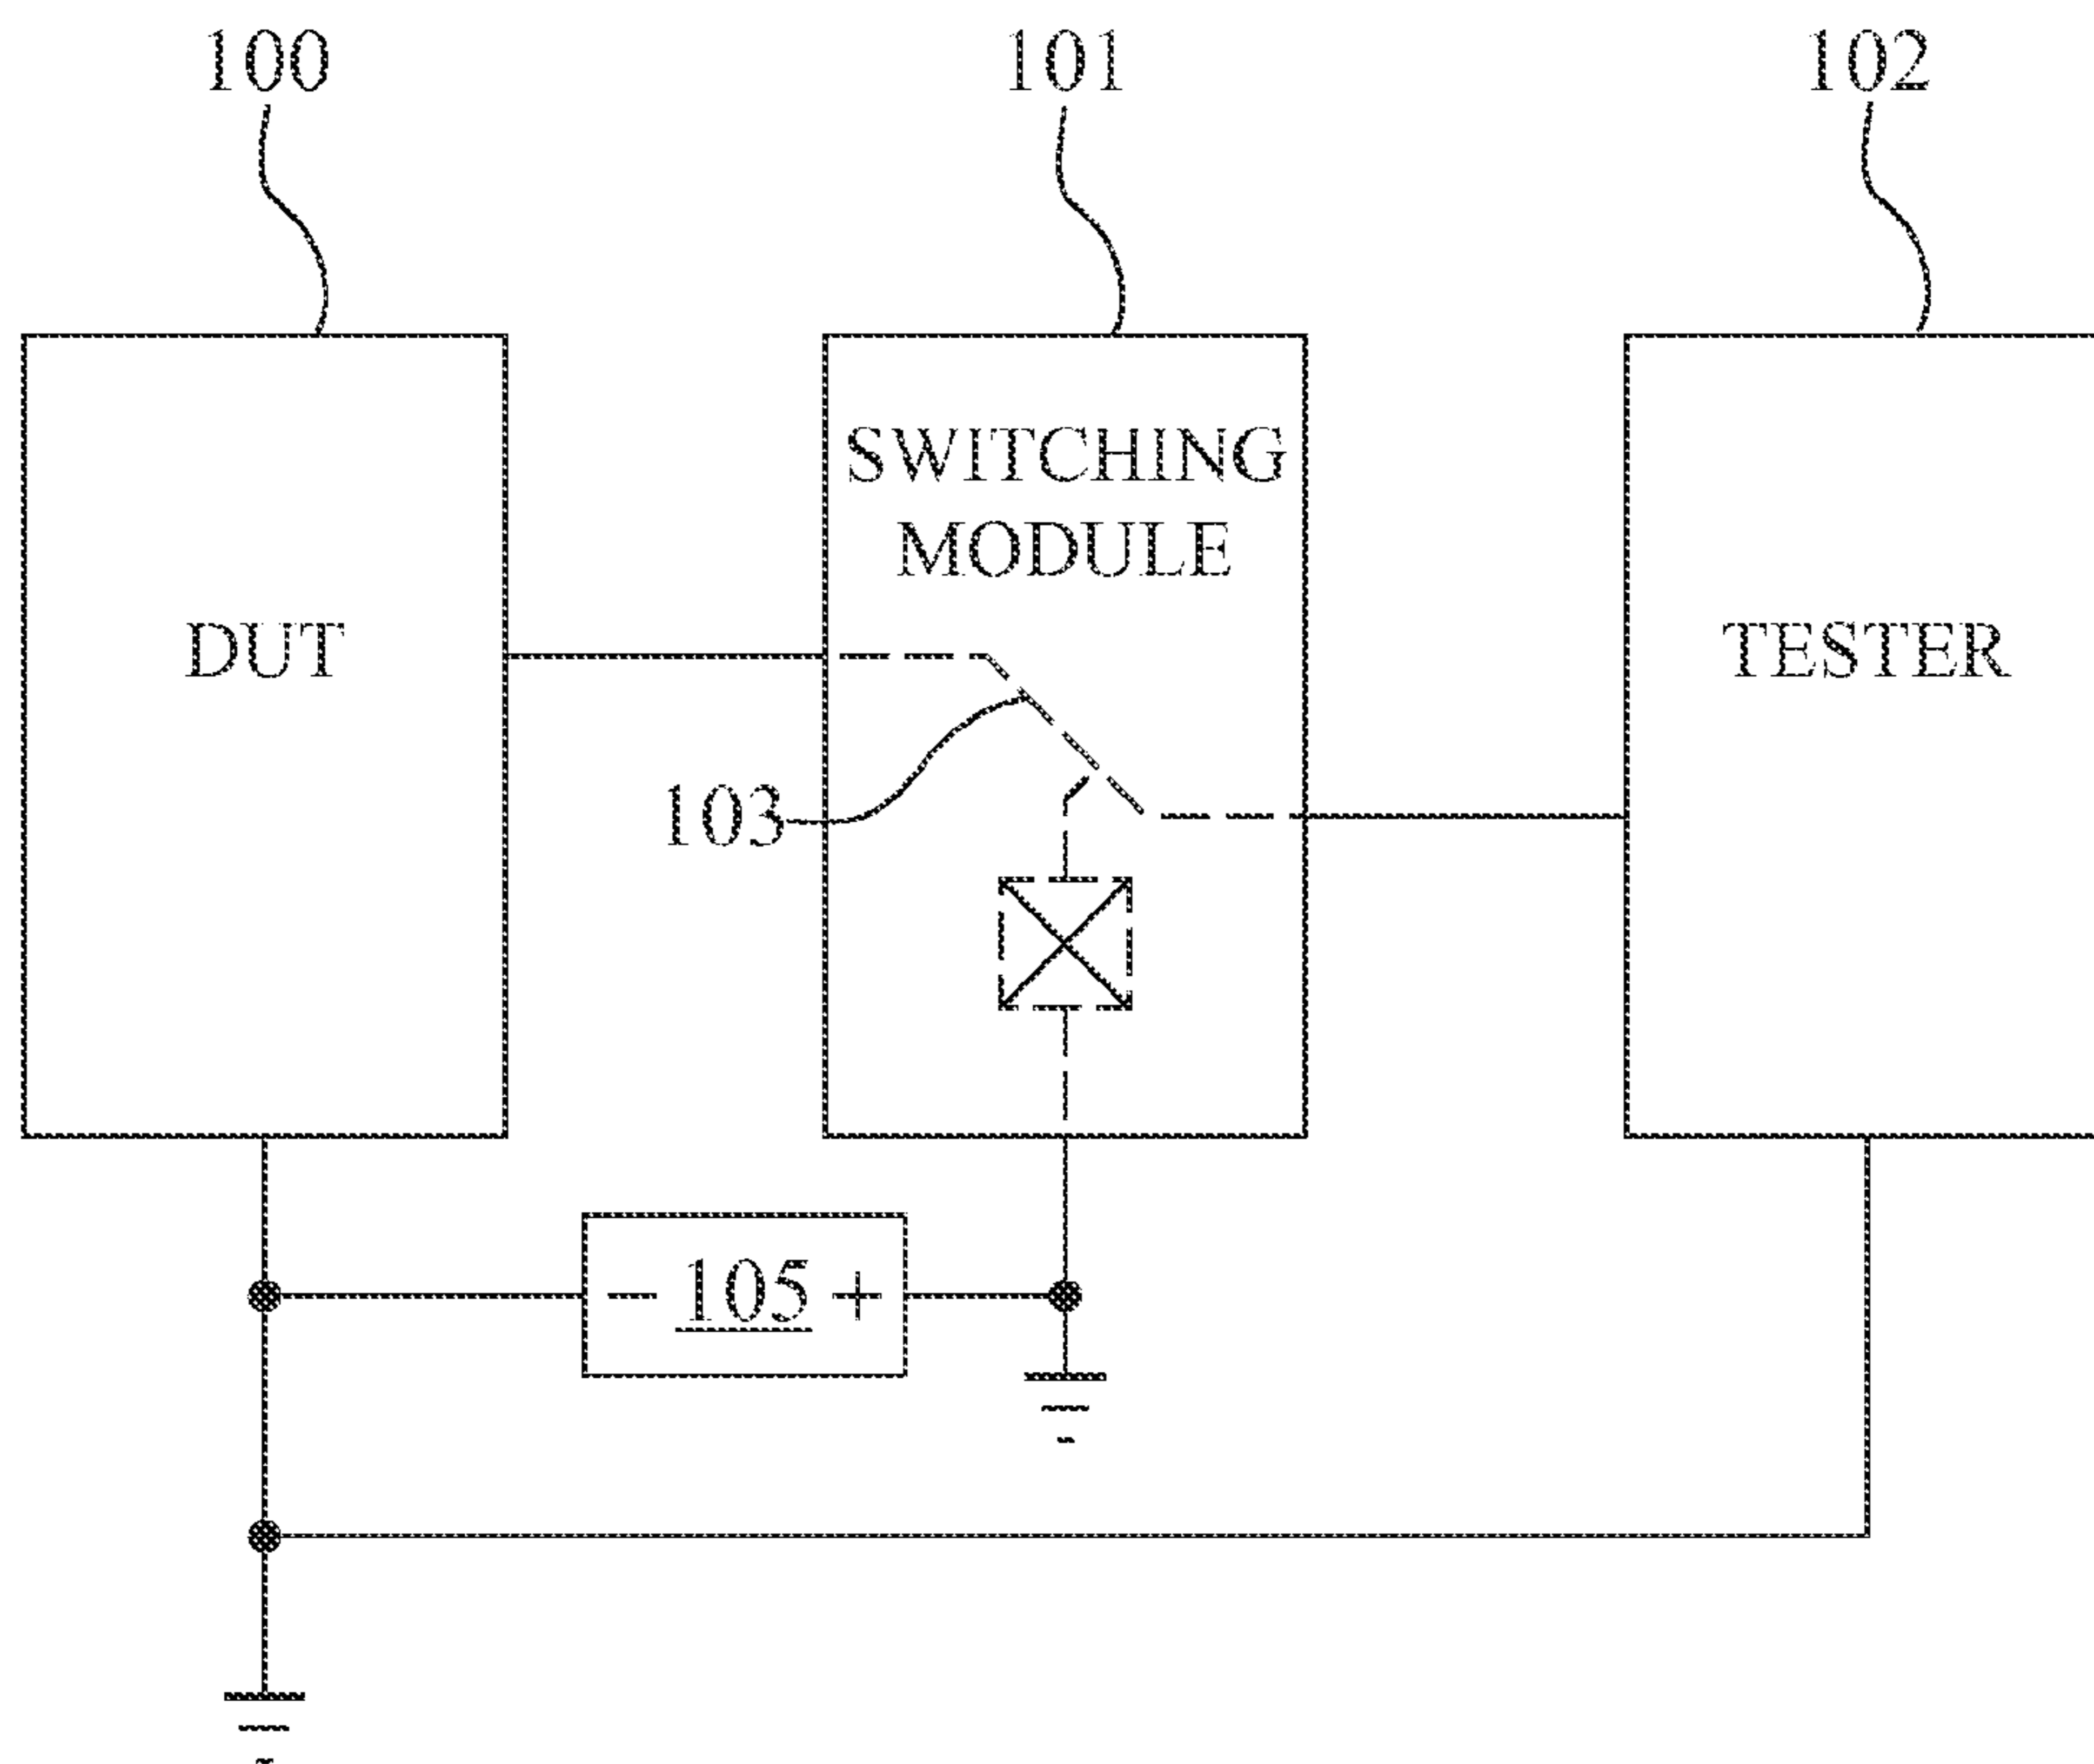 100
101
102
SWITCHING
MODULE
DUT
TESTER
103
- 105 +